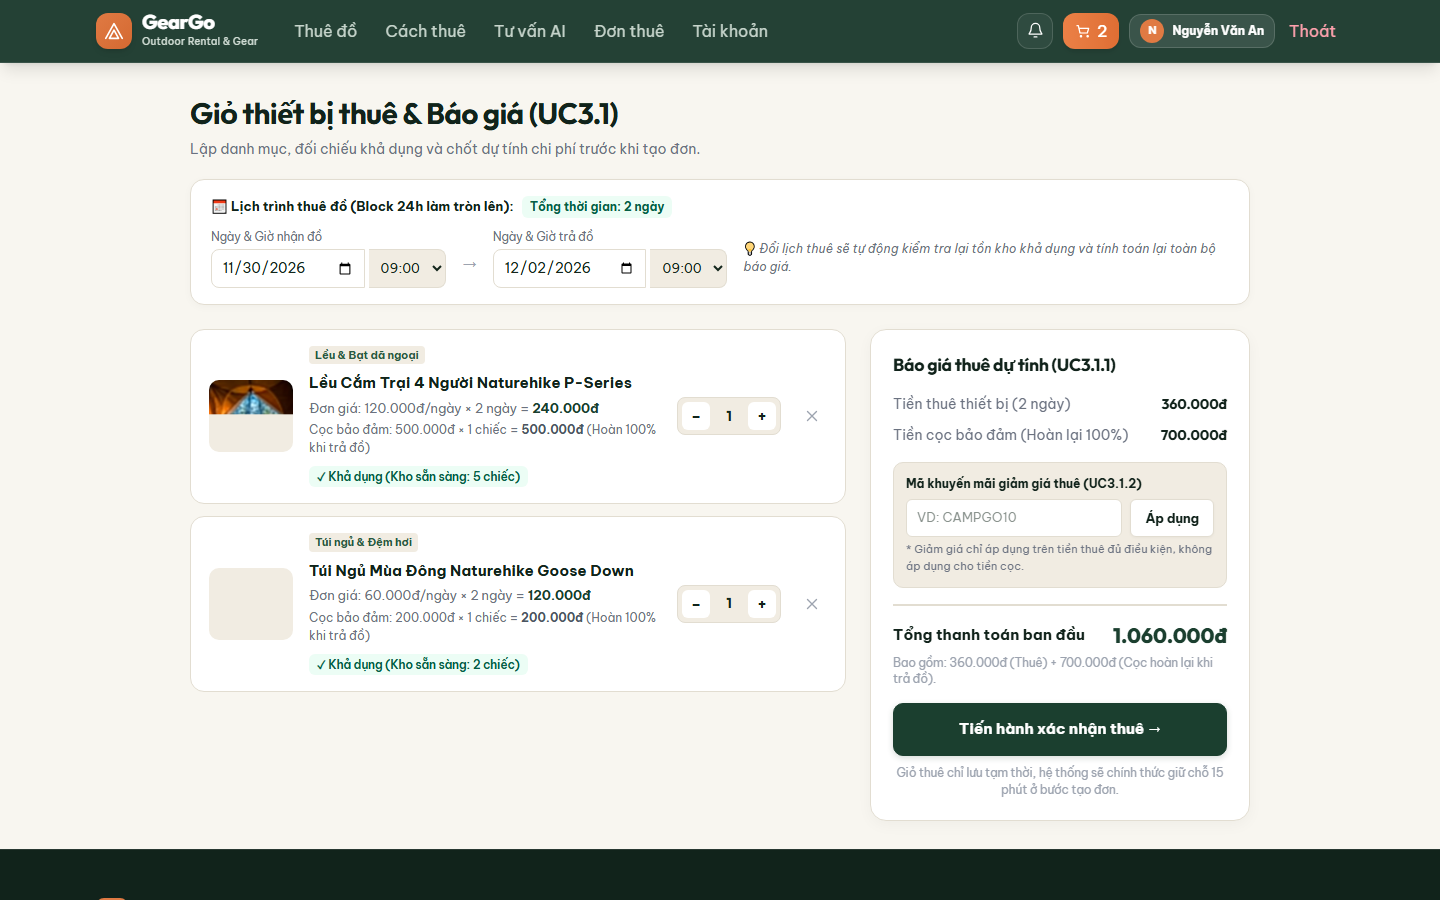 GearGo
Outdoor Rental & Gear
Thuê đồ
Cách thuê
Tư vấn AI
Đơn thuê
Tài khoản
2
N
Nguyễn Văn An
Thoát
Giỏ thiết bị thuê & Báo giá (UC3.1)
Lập danh mục, đối chiếu khả dụng và chốt dự tính chi phí trước khi tạo đơn.
Lịch trình thuê đồ (Block 24h làm tròn lên):
Tổng thời gian: 2 ngày
Ngày & Giờ nhận đồ
11/30/2026
09:00
→
Ngày & Giờ trả đồ
12/02/2026
09:00
Đổi lịch thuê sẽ tự động kiểm tra lại tồn kho khả dụng và tính toán lại toàn bộ
báo giá.
Lều & Bạt dã ngoại
Lều Cắm Trại 4 Người Naturehike P-Series
Đơn giá: 120.000đ/ngày × 2 ngày = 240.000đ
Cọc bảo đảm: 500.000đ × 1 chiếc = 500.000đ (Hoàn 100%
khi trả đồ)
✓ Khả dụng (Kho sẵn sàng: 5 chiếc)
− 1 +
×
Túi ngủ & Đệm hơi
Túi Ngủ Mùa Đông Naturehike Goose Down
Đơn giá: 60.000đ/ngày × 2 ngày = 120.000đ
Cọc bảo đảm: 200.000đ × 1 chiếc = 200.000đ (Hoàn 100%
khi trả đồ)
✓ Khả dụng (Kho sẵn sàng: 2 chiếc)
− 1 +
×
Báo giá thuê dự tính (UC3.1.1)
Tiền thuê thiết bị (2 ngày) 360.000đ
Tiền cọc bảo đảm (Hoàn lại 100%) 700.000đ
Mã khuyến mãi giảm giá thuê (UC3.1.2)
VD: CAMPGO10
Áp dụng
* Giảm giá chỉ áp dụng trên tiền thuê đủ điều kiện, không
áp dụng cho tiền cọc.
Tổng thanh toán ban đầu 1.060.000đ
Bao gồm: 360.000đ (Thuê) + 700.000đ (Cọc hoàn lại khi
trả đồ).
Tiến hành xác nhận thuê →
Giỏ thuê chỉ lưu tạm thời, hệ thống sẽ chính thức giữ chỗ 15
phút ở bước tạo đơn.